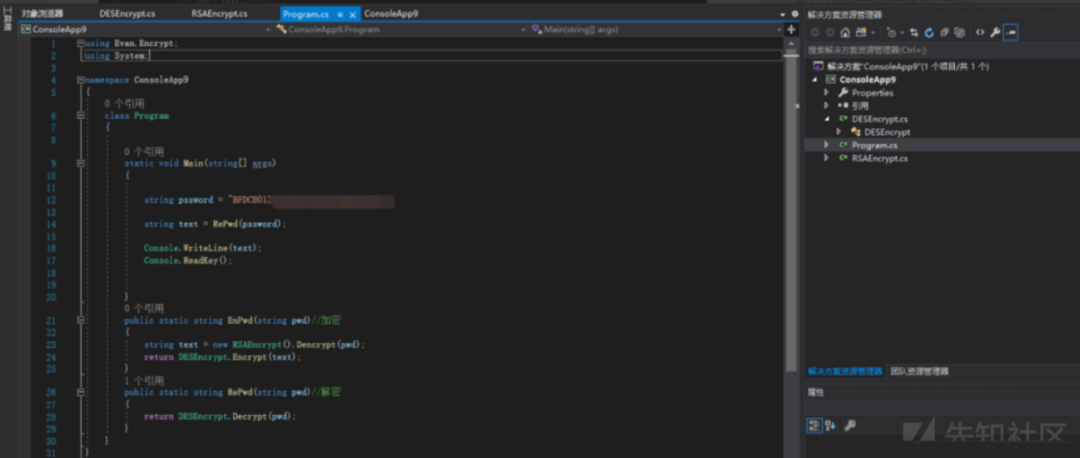 对象浏览器 DESEncrypt.cs RSAEncrypt.cs Program.cs ConsoleApp9
ConsoleApp9 ConsoleApp9.Program Main(string[] args)
1 using Evan.Encrypt;
2 using System;
3
4 namespace ConsoleApp9
5 {
0 个引用
6 class Program
7 {
8
0 个引用
9 static void Main(string[] args)
10 {
11
12 string password = "BFDCB01
13
14 string text = RePwd(password);
15
16 Console.WriteLine(text);
17 Console.ReadKey();
18
19
20 }
0 个引用
21 public static string EnPwd(string pwd)//加密
22 {
23 string text = new RSAEncrypt().Dencrypt(pwd);
24 return DESEncrypt.Encrypt(text);
25 }
1 个引用
26 public static string RePwd(string pwd)//解密
27 {
28 return DESEncrypt.Decrypt(pwd);
29 }
30 }
31 }
解决方案资源管理器
搜索解决方案资源管理器(Ctrl+;)
解决方案"ConsoleApp9"(1 个项目/共 1 个)
ConsoleApp9
Properties
引用
DESEncrypt.cs
DESEncrypt
Program.cs
RSAEncrypt.cs
解决方案资源管理器 团队资源管理器
属性
先知社区